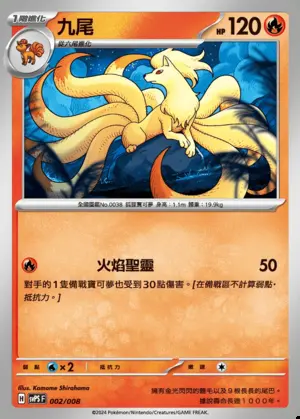 1階進化
九尾
HP 120
從六尾進化
全國圖鑑No.0038 狐狸寶可夢 身高：1.1m 體重：19.9kg
火焰聖靈 50
對手的1隻備戰寶可夢也受到30點傷害。[在備戰區不計算弱點、
抵抗力。]
弱點 ×2 抵抗力 撤退
Illus. Kamome Shirahama
H SVPS F 002/008
擁有金光閃閃的體毛以及９條長長的尾巴。
據說壽命長達１０００年。
©2024 Pokémon/Nintendo/Creatures/GAME FREAK.